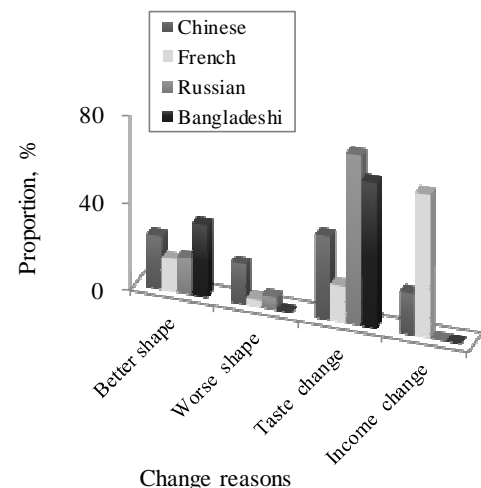 Chinese
French
Russian
Bangladeshi
80
40
0
Proportion, %
Better shape
Worse shape
Taste change
Income change
Change reasons